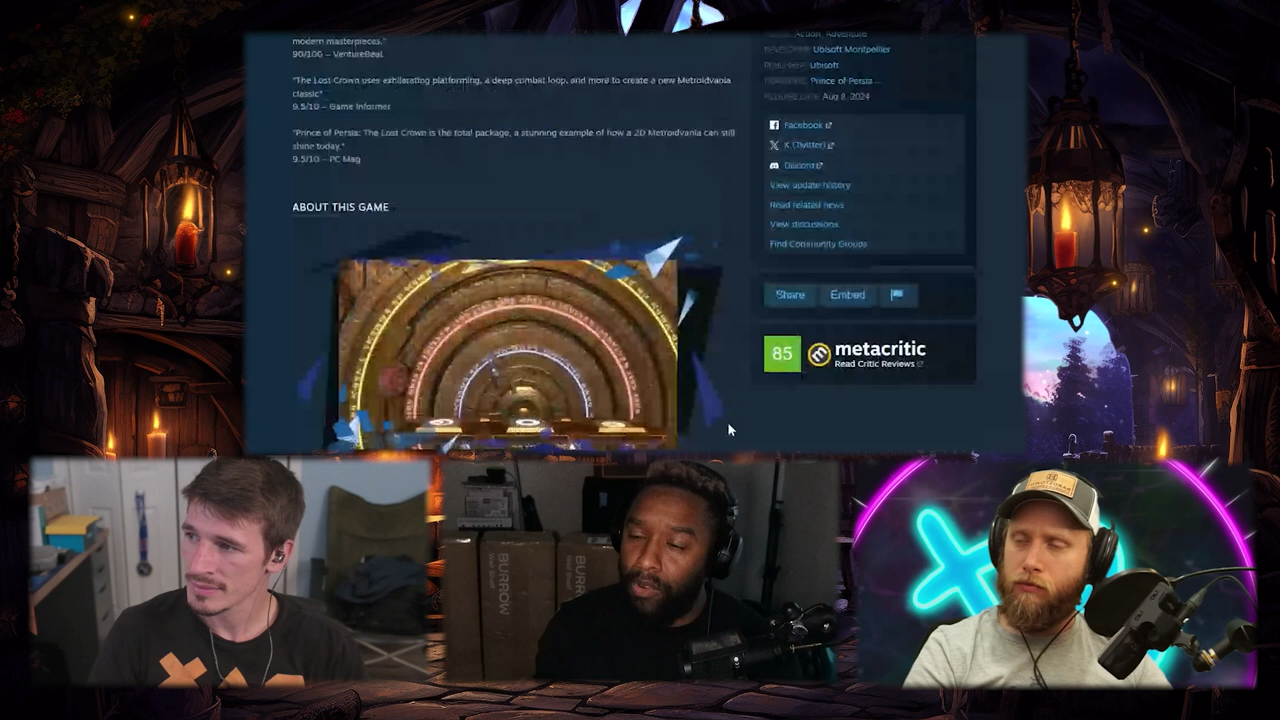 modern masterpieces."
90/100 – VentureBeat
"The Lost Crown uses exhilarating platforming, a deep combat loop, and more to create a new Metroidvania
classic"
9.5/10 – Game Informer
"Prince of Persia: The Lost Crown is the total package, a stunning example of how a 2D Metroidvania can still
shine today."
9.5/10 – PC Mag
ABOUT THIS GAME
Action, Adventure
Ubisoft Montpellier
Ubisoft
Prince of Persia
Aug 8, 2024
Facebook
X (Twitter)
Discord
View update history
Read related news
View discussions
Find Community Groups
Share
Embed
85
metacritic
Read Critic Reviews
BURROW